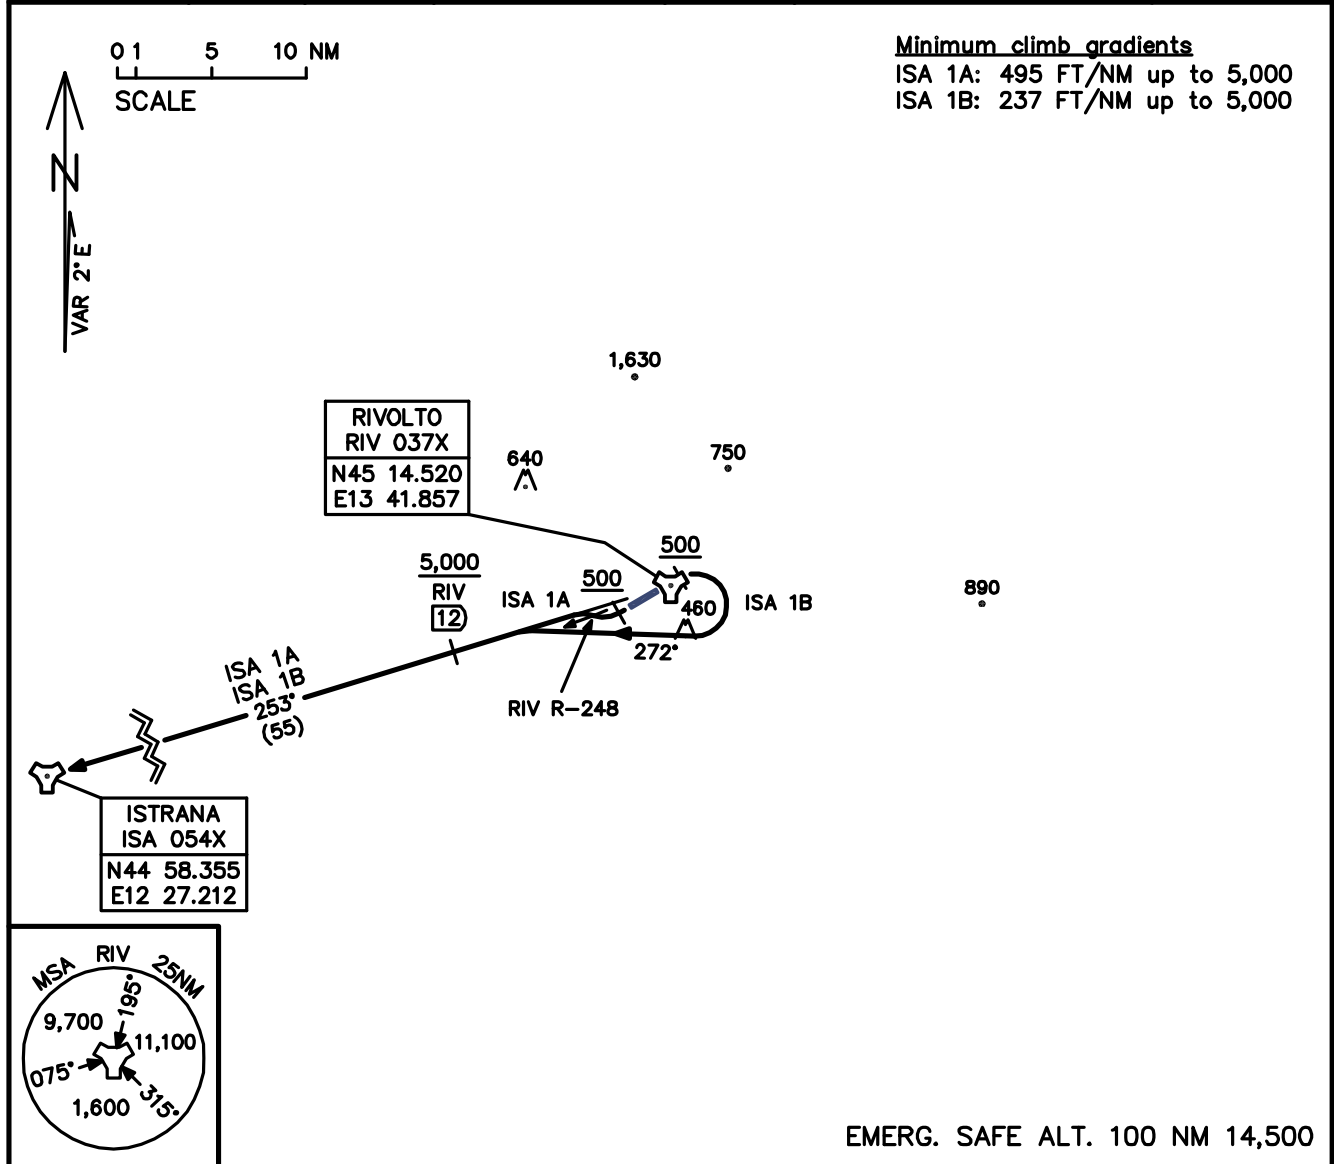 0 1 5 10 NM
SCALE
Minimum climb gradients
ISA 1A: 495 FT/NM up to 5,000
ISA 1B: 237 FT/NM up to 5,000
N
VAR 2°E
1,630
RIVOLTO
RIV 037X
N45 14.520
E13 41.857
640
750
500
5,000
RIV
12
ISA 1A
500
460
ISA 1B
890
272°
RIV R-248
ISA 1A
ISA 1B
253°
(55)
ISTRANA
ISA 054X
N44 58.355
E12 27.212
MSA RIV 25NM
195°
9,700
11,100
075°
1,600
315°
EMERG. SAFE ALT. 100 NM 14,500